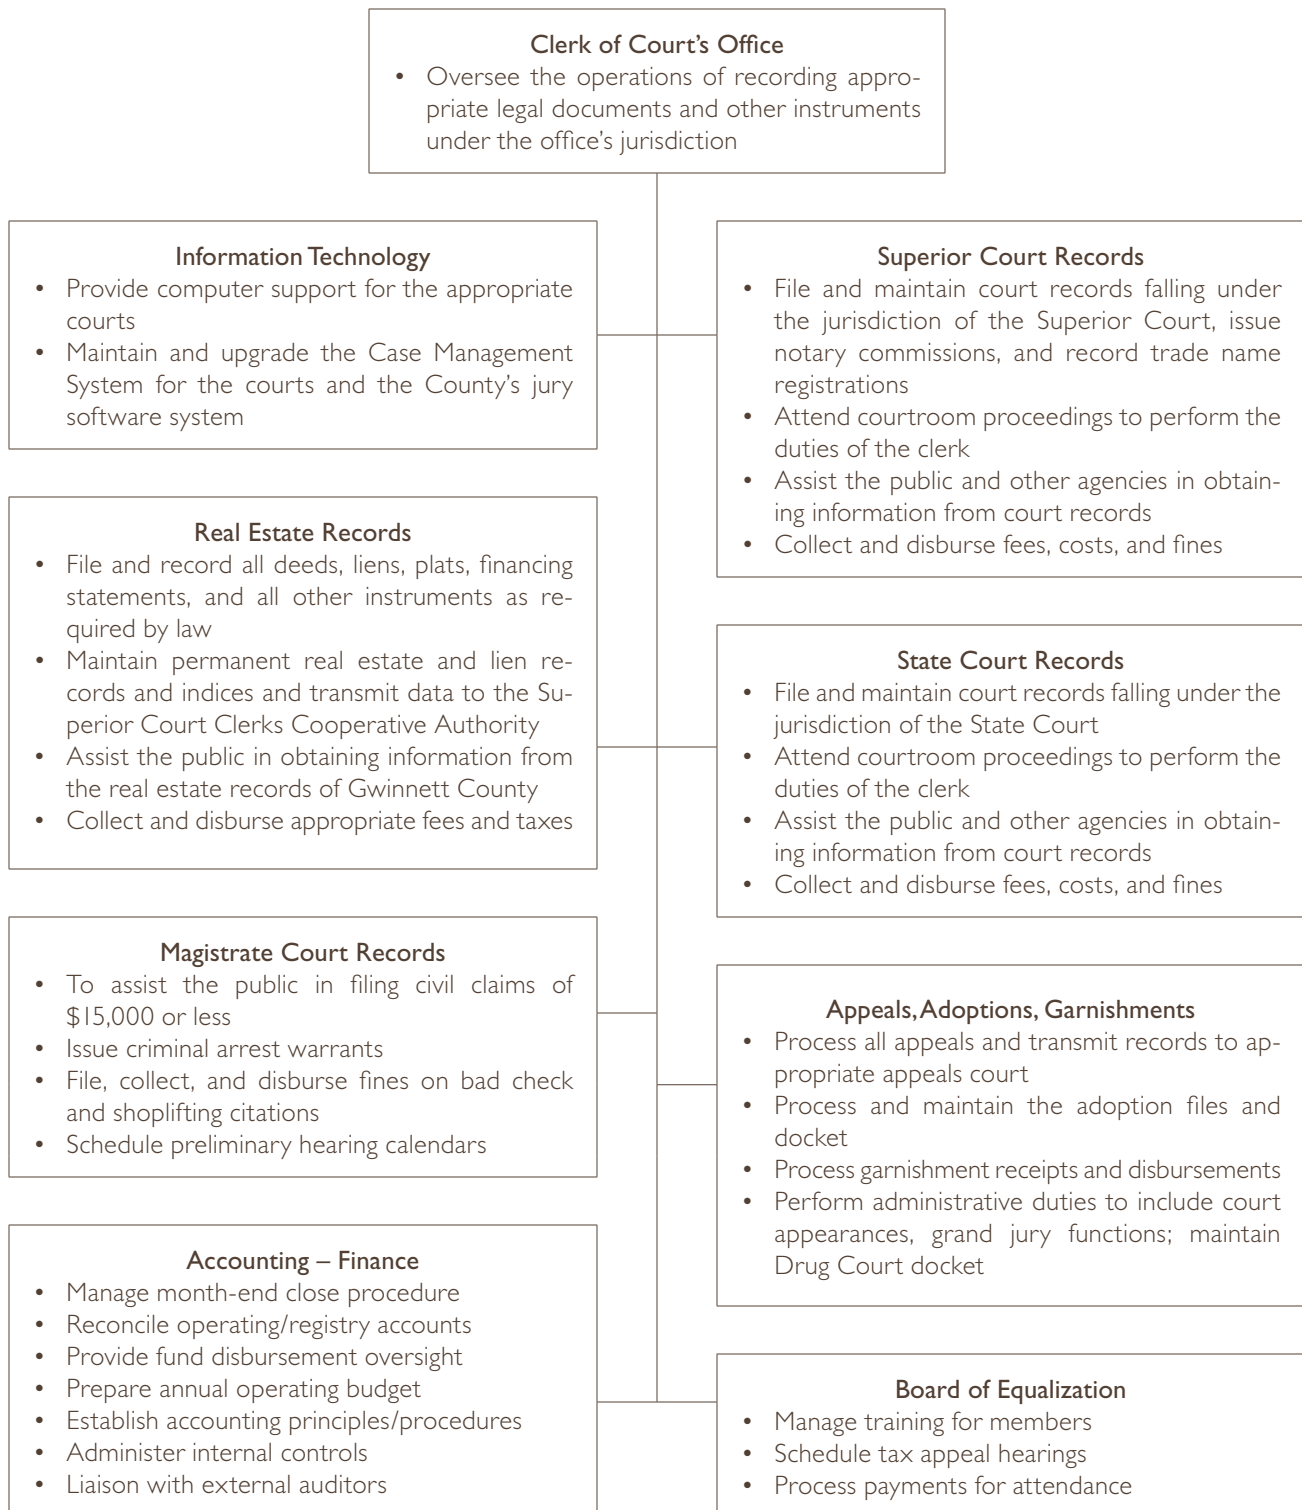 Clerk of Court's Office
• Oversee the operations of recording appro-
priate legal documents and other instruments
under the office's jurisdiction
Information Technology
• Provide computer support for the appropriate
courts
• Maintain and upgrade the Case Management
System for the courts and the County's jury
software system
Real Estate Records
• File and record all deeds, liens, plats, financing
statements, and all other instruments as re-
quired by law
• Maintain permanent real estate and lien re-
cords and indices and transmit data to the Su-
perior Court Clerks Cooperative Authority
• Assist the public in obtaining information from
the real estate records of Gwinnett County
• Collect and disburse appropriate fees and taxes
Magistrate Court Records
• To assist the public in filing civil claims of
$15,000 or less
• Issue criminal arrest warrants
• File, collect, and disburse fines on bad check
and shoplifting citations
• Schedule preliminary hearing calendars
Accounting – Finance
• Manage month-end close procedure
• Reconcile operating/registry accounts
• Provide fund disbursement oversight
• Prepare annual operating budget
• Establish accounting principles/procedures
• Administer internal controls
• Liaison with external auditors
Superior Court Records
• File and maintain court records falling under
the jurisdiction of the Superior Court, issue
notary commissions, and record trade name
registrations
• Attend courtroom proceedings to perform the
duties of the clerk
• Assist the public and other agencies in obtain-
ing information from court records
• Collect and disburse fees, costs, and fines
State Court Records
• File and maintain court records falling under the
jurisdiction of the State Court
• Attend courtroom proceedings to perform the
duties of the clerk
• Assist the public and other agencies in obtain-
ing information from court records
• Collect and disburse fees, costs, and fines
Appeals, Adoptions, Garnishments
• Process all appeals and transmit records to ap-
propriate appeals court
• Process and maintain the adoption files and
docket
• Process garnishment receipts and disbursements
• Perform administrative duties to include court
appearances, grand jury functions; maintain
Drug Court docket
Board of Equalization
• Manage training for members
• Schedule tax appeal hearings
• Process payments for attendance